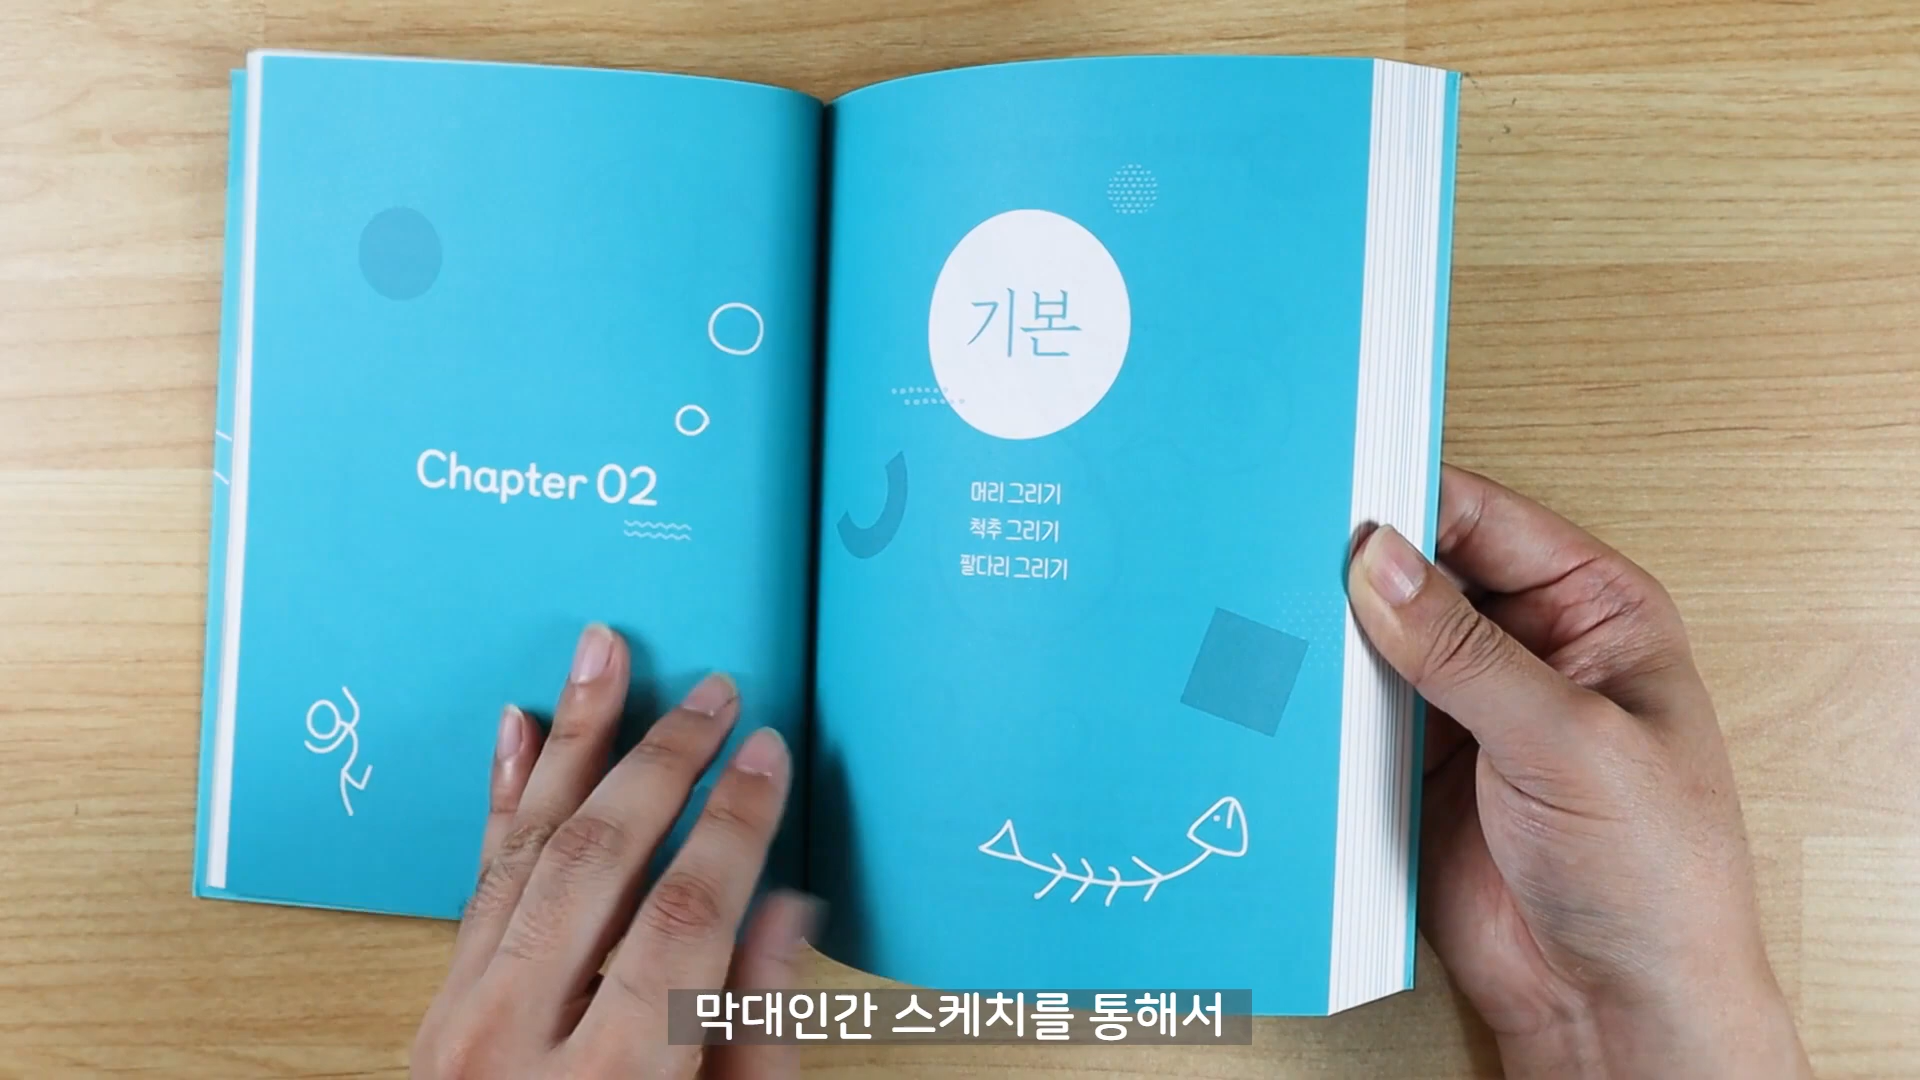 Chapter 02
기본
머리 그리기
척추 그리기
팔다리 그리기
막대인간 스케치를 통해서